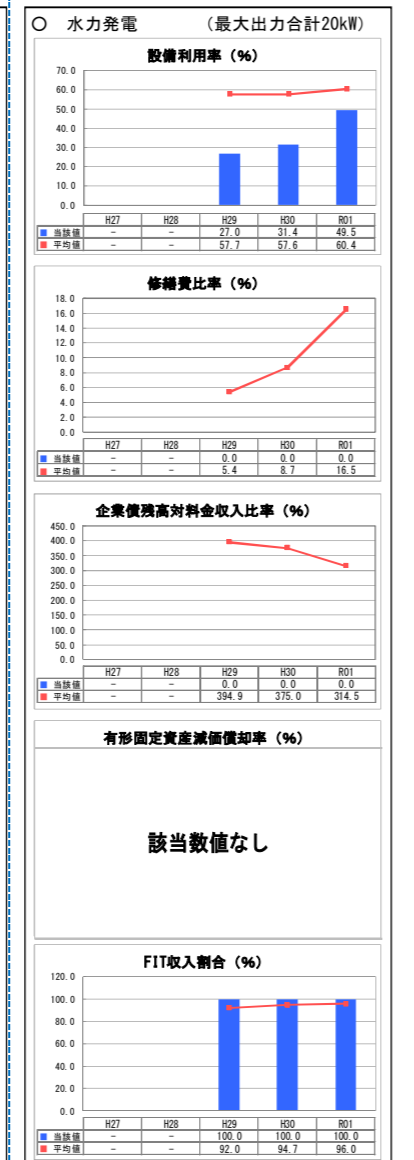 ○ 水力発電 (最大出力合計20kW)
設備利用率 (%)
70.0
60.0
50.0
40.0
30.0
20.0
10.0
0.0
H27 H28 H29 H30 R01
当該値 - - 27.0 31.4 49.5
平均値 - - 57.7 57.6 60.4
修繕費比率 (%)
18.0
16.0
14.0
12.0
10.0
8.0
6.0
4.0
2.0
0.0
H27 H28 H29 H30 R01
当該値 - - 0.0 0.0 0.0
平均値 - - 5.4 8.7 16.5
企業債残高対料金収入比率 (%)
450.0
400.0
350.0
300.0
250.0
200.0
150.0
100.0
50.0
0.0
H27 H28 H29 H30 R01
当該値 - - 0.0 0.0 0.0
平均値 - - 394.9 375.0 314.5
有形固定資産減価償却率 (%)
該当数値なし
FIT収入割合 (%)
120.0
100.0
80.0
60.0
40.0
20.0
0.0
H27 H28 H29 H30 R01
当該値 - - 100.0 100.0 100.0
平均値 - - 92.0 94.7 96.0